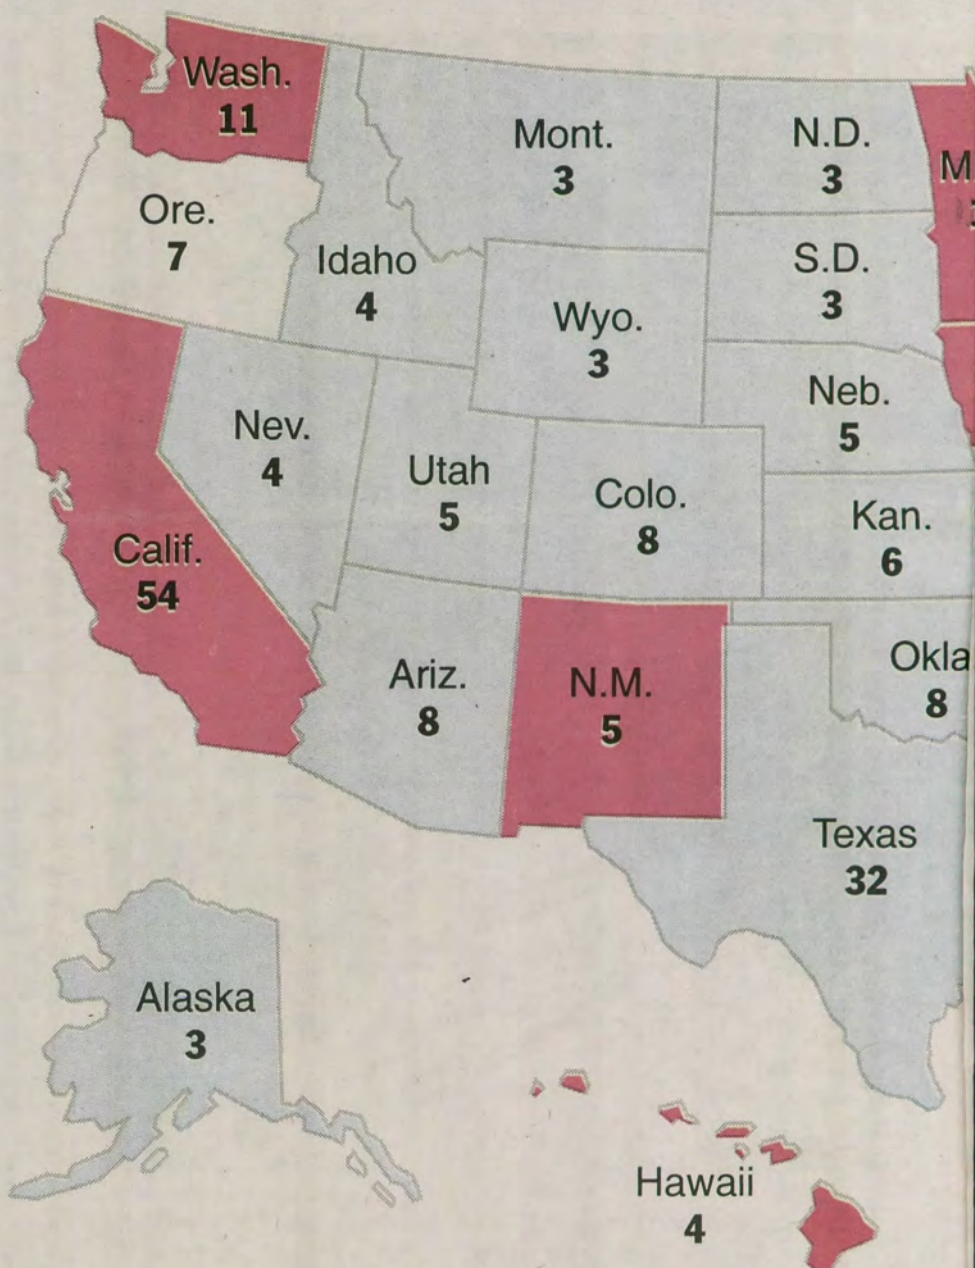 Wash.
11
Mont.
3
N.D.
3
M
Ore.
7
Idaho
4
S.D.
3
Wyo.
3
Neb.
5
Nev.
4
Utah
5
Colo.
8
Kan.
6
Calif.
54
Ariz.
8
N.M.
5
Okla
8
Texas
32
Alaska
3
Hawaii
4